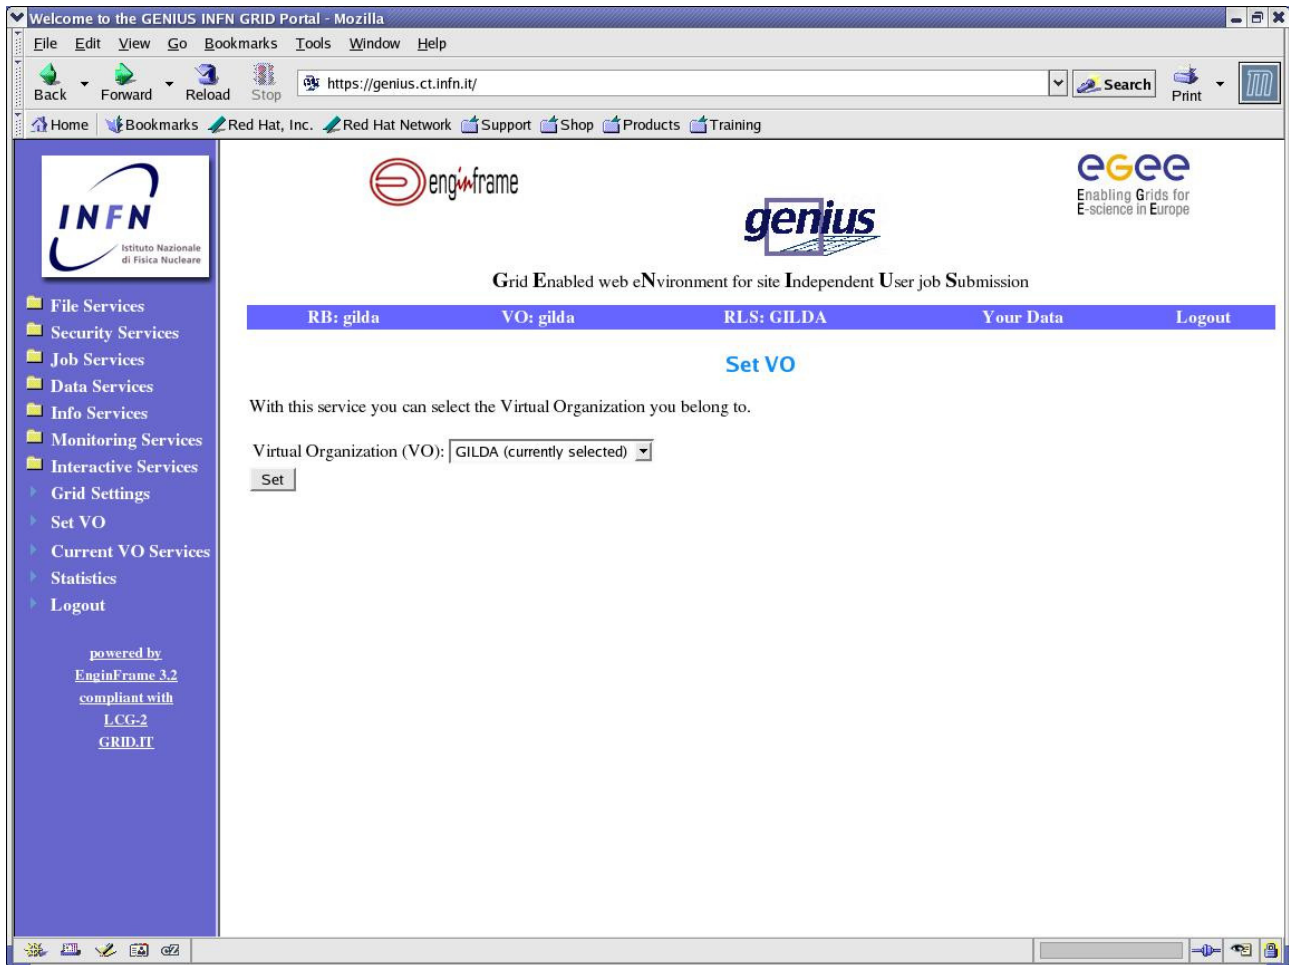 Welcome to the GENIUS INFN GRID Portal - Mozilla
File Edit View Go Bookmarks Tools Window Help
Back Forward Reload Stop https://genius.ct.infn.it/ Search Print
Home Bookmarks Red Hat, Inc. Red Hat Network Support Shop Products Training
INFN
Istituto Nazionale
di Fisica Nucleare
enginframe
genius
egee
Enabling Grids for
E-science in Europe
Grid Enabled web eNvironment for site Independent User job Submission
RB: gilda VO: gilda RLS: GILDA Your Data Logout
File Services
Security Services
Job Services
Data Services
Info Services
Monitoring Services
Interactive Services
Grid Settings
Set VO
Current VO Services
Statistics
Logout
powered by
EnginFrame 3.2
compliant with
LCG-2
GRID.IT
Set VO
With this service you can select the Virtual Organization you belong to.
Virtual Organization (VO): GILDA (currently selected)
Set